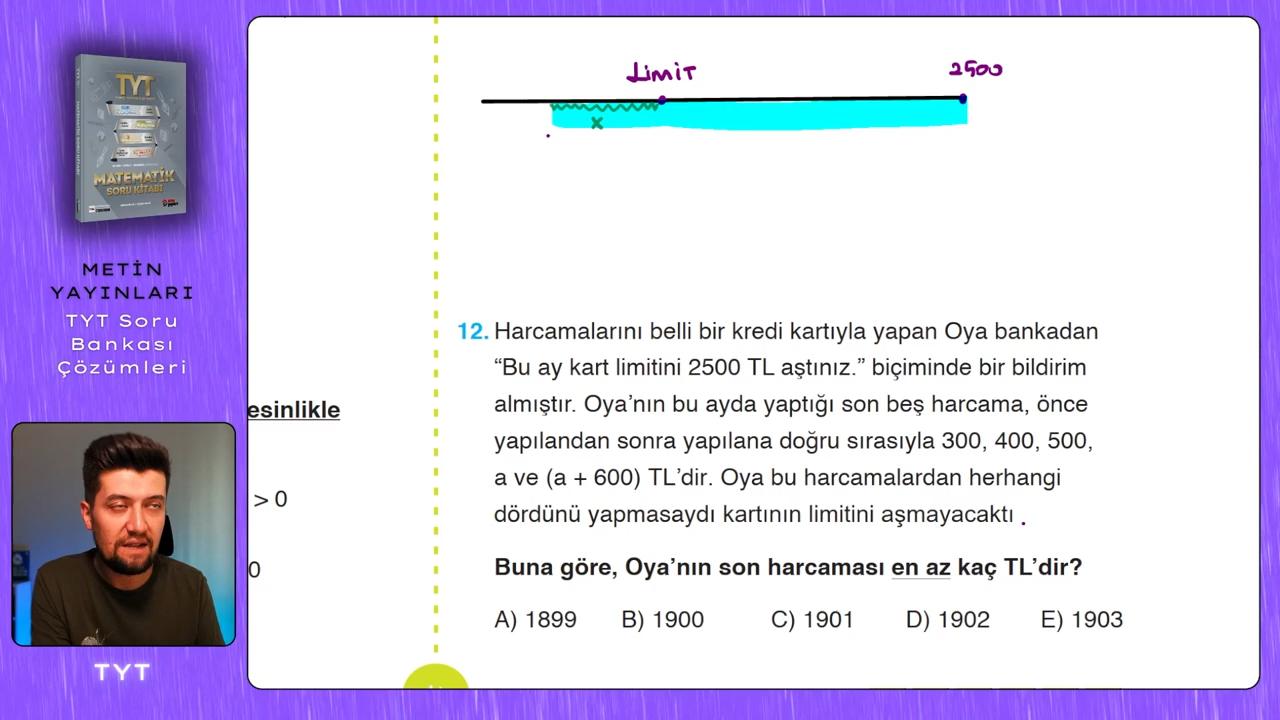 TYT
MATEMATİK
SORU KİTABI
METİN
YAYINLARI
TYT Soru
Bankası
Çözümleri
TYT
esinlikle
> 0
0
Limit
2500
x
12. Harcamalarını belli bir kredi kartıyla yapan Oya bankadan
“Bu ay kart limitini 2500 TL aştınız.” biçiminde bir bildirim
almıştır. Oya’nın bu ayda yaptığı son beş harcama, önce
yapılandan sonra yapılana doğru sırasıyla 300, 400, 500,
a ve (a + 600) TL’dir. Oya bu harcamalardan herhangi
dördünü yapmasaydı kartının limitini aşmayacaktı .
Buna göre, Oya’nın son harcaması en az kaç TL’dir?
A) 1899 B) 1900 C) 1901 D) 1902 E) 1903